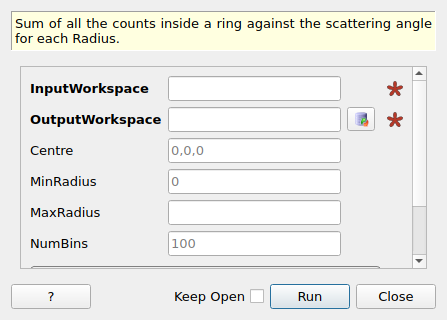 Sum of all the counts inside a ring against the scattering angle
for each Radius.
InputWorkspace
OutputWorkspace
Centre 0,0,0
MinRadius 0
MaxRadius
NumBins 100
? Keep Open Run Close